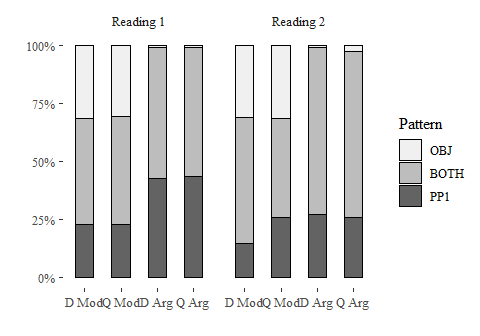 Reading 1 Reading 2
100%
75%
50%
25%
0%
D Mod Q Mod D Arg Q Arg D Mod Q Mod D Arg Q Arg
Pattern
OBJ
BOTH
PP1